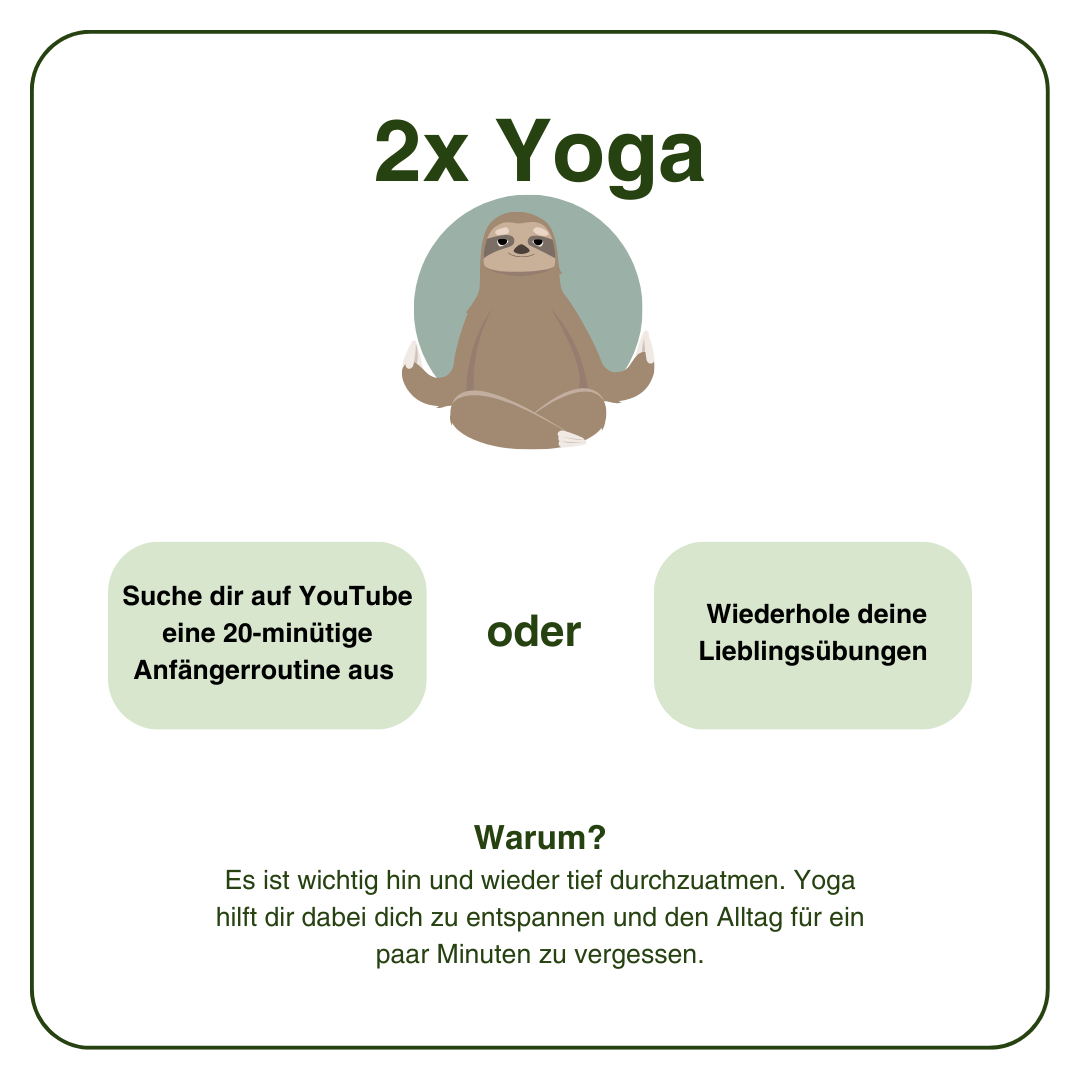 2x Yoga
Suche dir auf YouTube
eine 20-minütige
Anfängerroutine aus
oder
Wiederhole deine
Lieblingsübungen
Warum?
Es ist wichtig hin und wieder tief durchzuatmen. Yoga
hilft dir dabei dich zu entspannen und den Alltag für ein
paar Minuten zu vergessen.